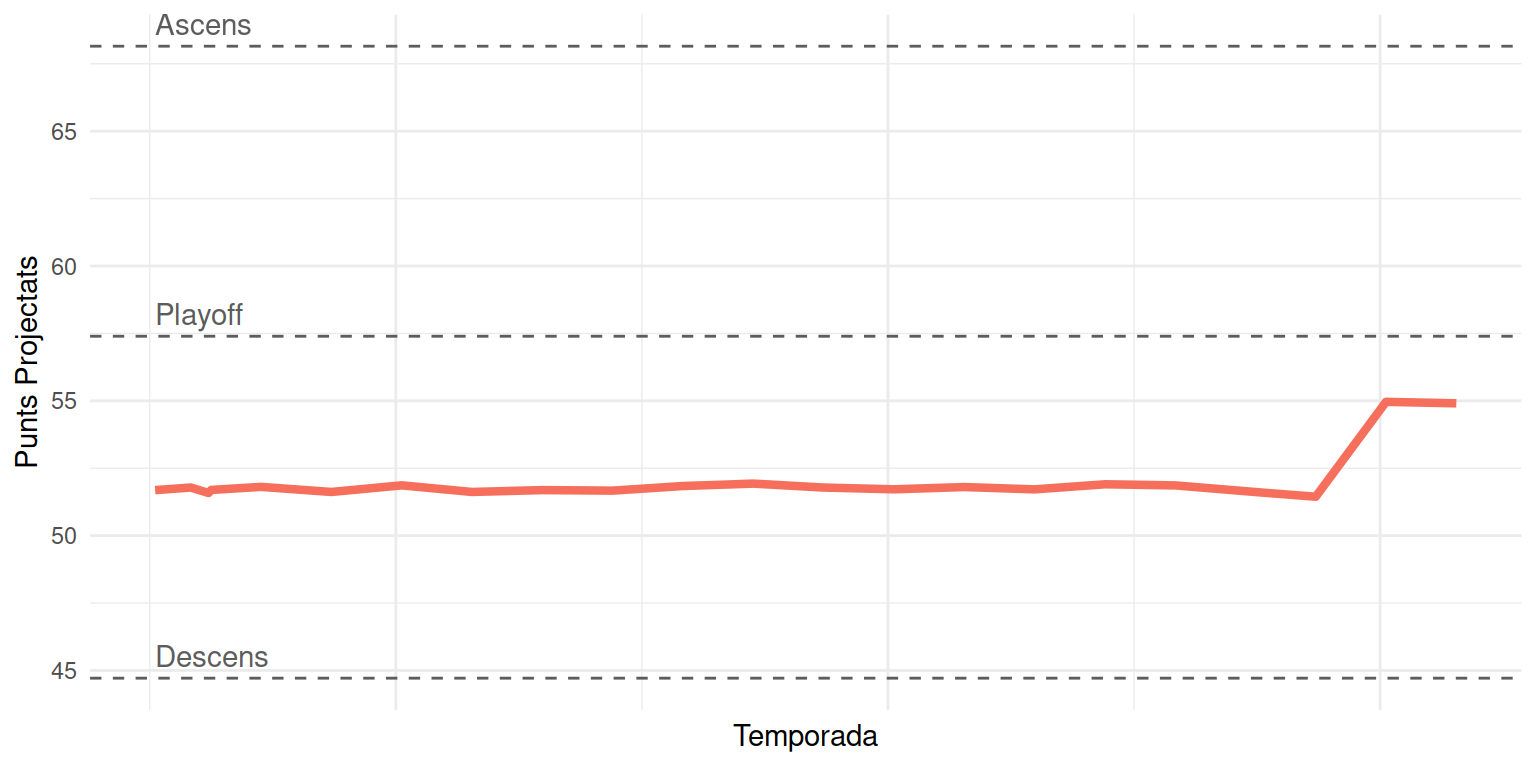 Ascens
65
60
Playoff
55
50
Descens
45
Punts Projectats
Temporada